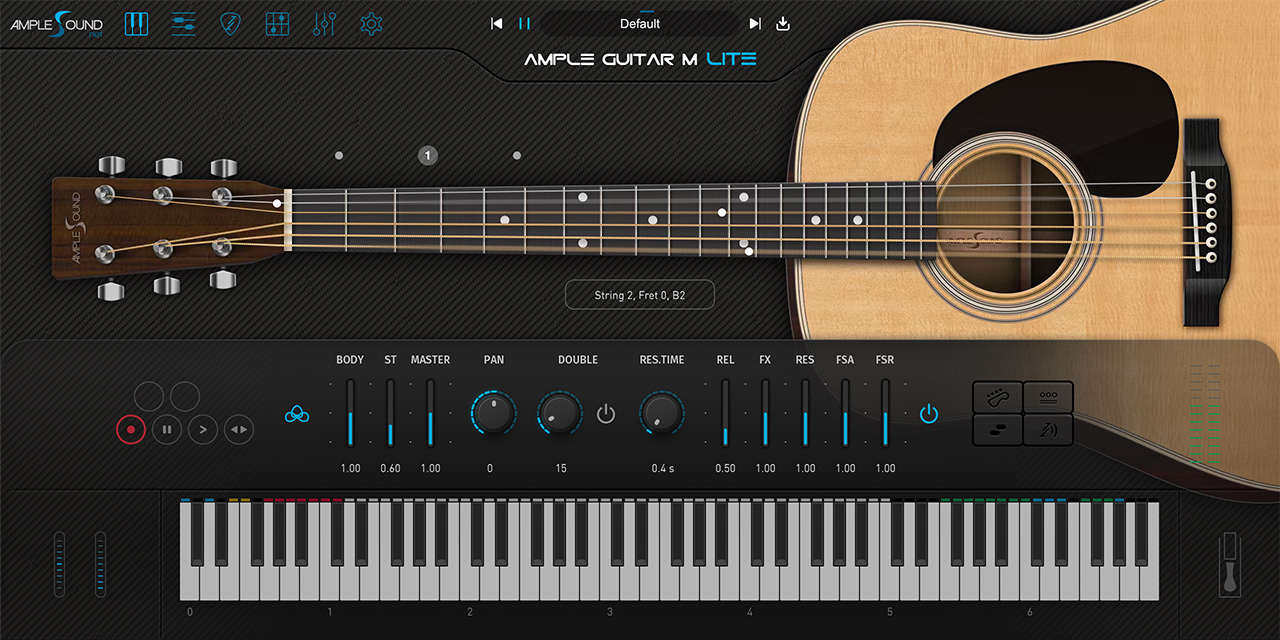 AMPLE SOUND
.net
Default
AMPLE GUITAR M LITE
1
AMPLE SOUND
String 2, Fret 0, B2
BODY ST MASTER PAN DOUBLE RES.TIME REL FX RES FSA FSR
1.00 0.60 1.00 0 15 0.4 s 0.50 1.00 1.00 1.00 1.00
0 1 2 3 4 5 6